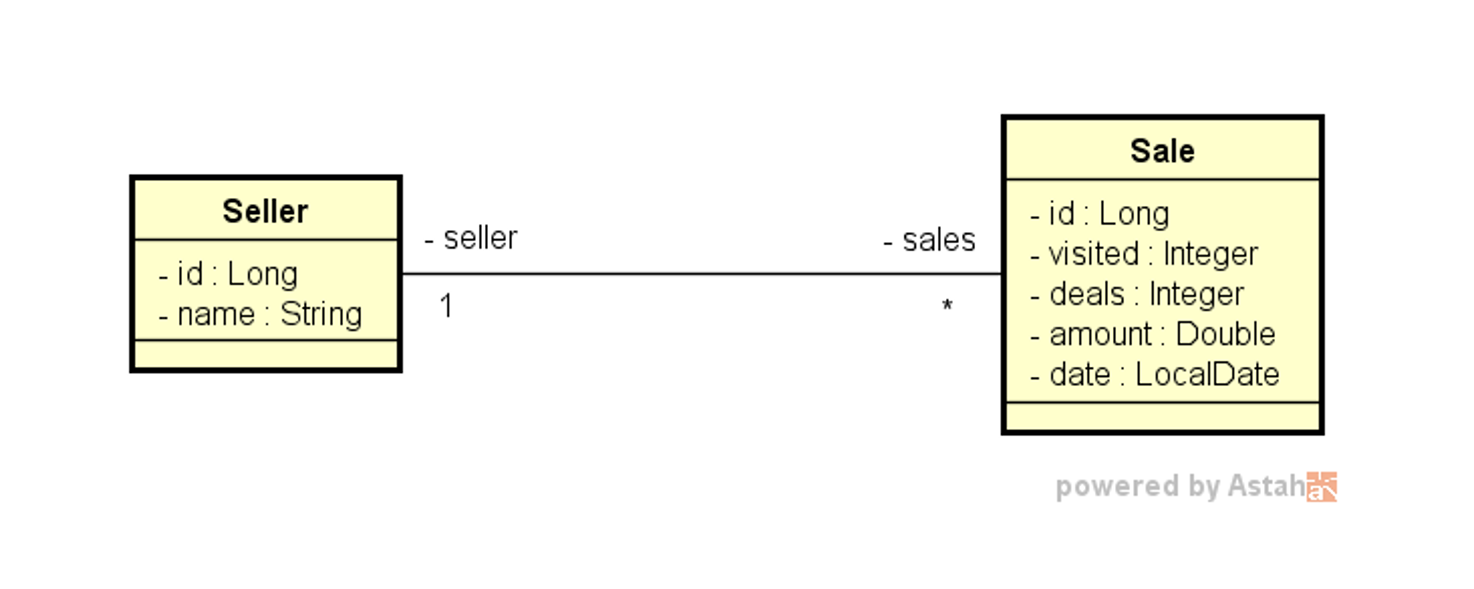 Seller
- id : Long
- name : String
- seller
1
- sales
*
Sale
- id : Long
- visited : Integer
- deals : Integer
- amount : Double
- date : LocalDate
powered by Astah